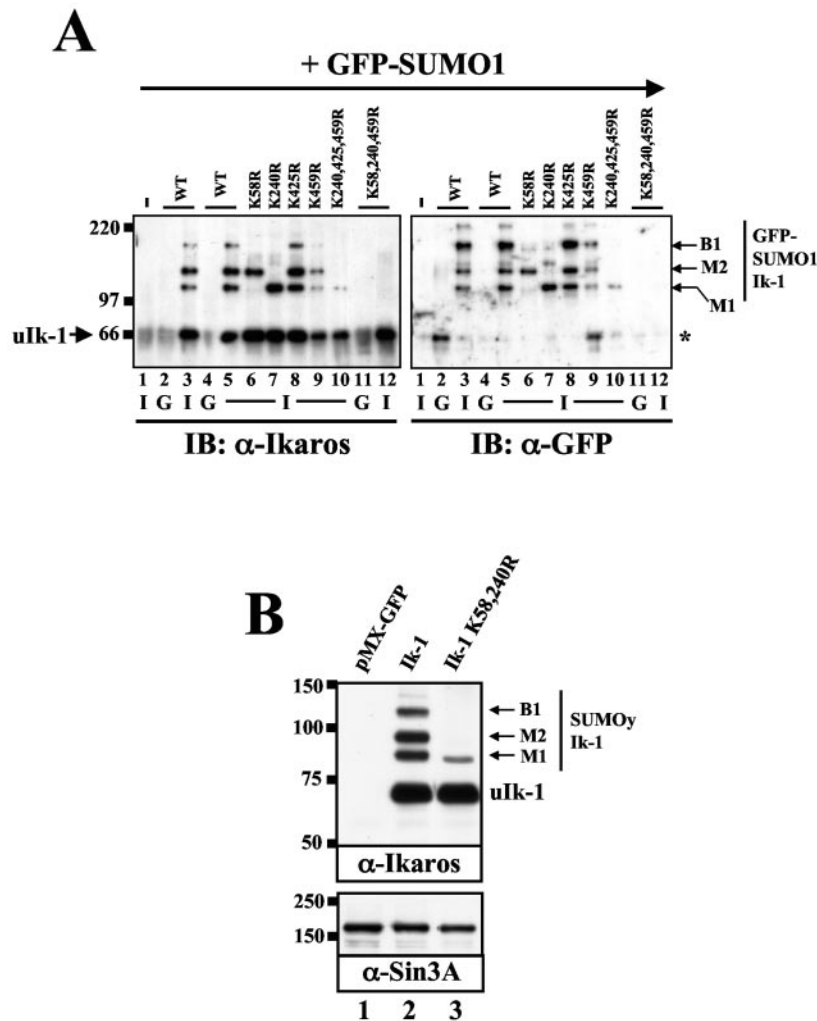 A
+ GFP-SUMO1
- WT WT K58R K240R K425R K459R K240,425,459R K58,240,459R
- WT WT K58R K240R K425R K459R K240,425,459R K58,240,459R
220
97
66
uIk-1
B1
M2
M1
GFP-
SUMO1
Ik-1
*
1 2 3 4 5 6 7 8 9 10 11 12
I G I G I G I
IB: α-Ikaros
1 2 3 4 5 6 7 8 9 10 11 12
I G I G I G I
IB: α-GFP
B
pMX-GFP
Ik-1
Ik-1 K58,240R
150
100
75
50
B1
M2
M1
SUMOy
Ik-1
uIk-1
α-Ikaros
250
150
α-Sin3A
1 2 3